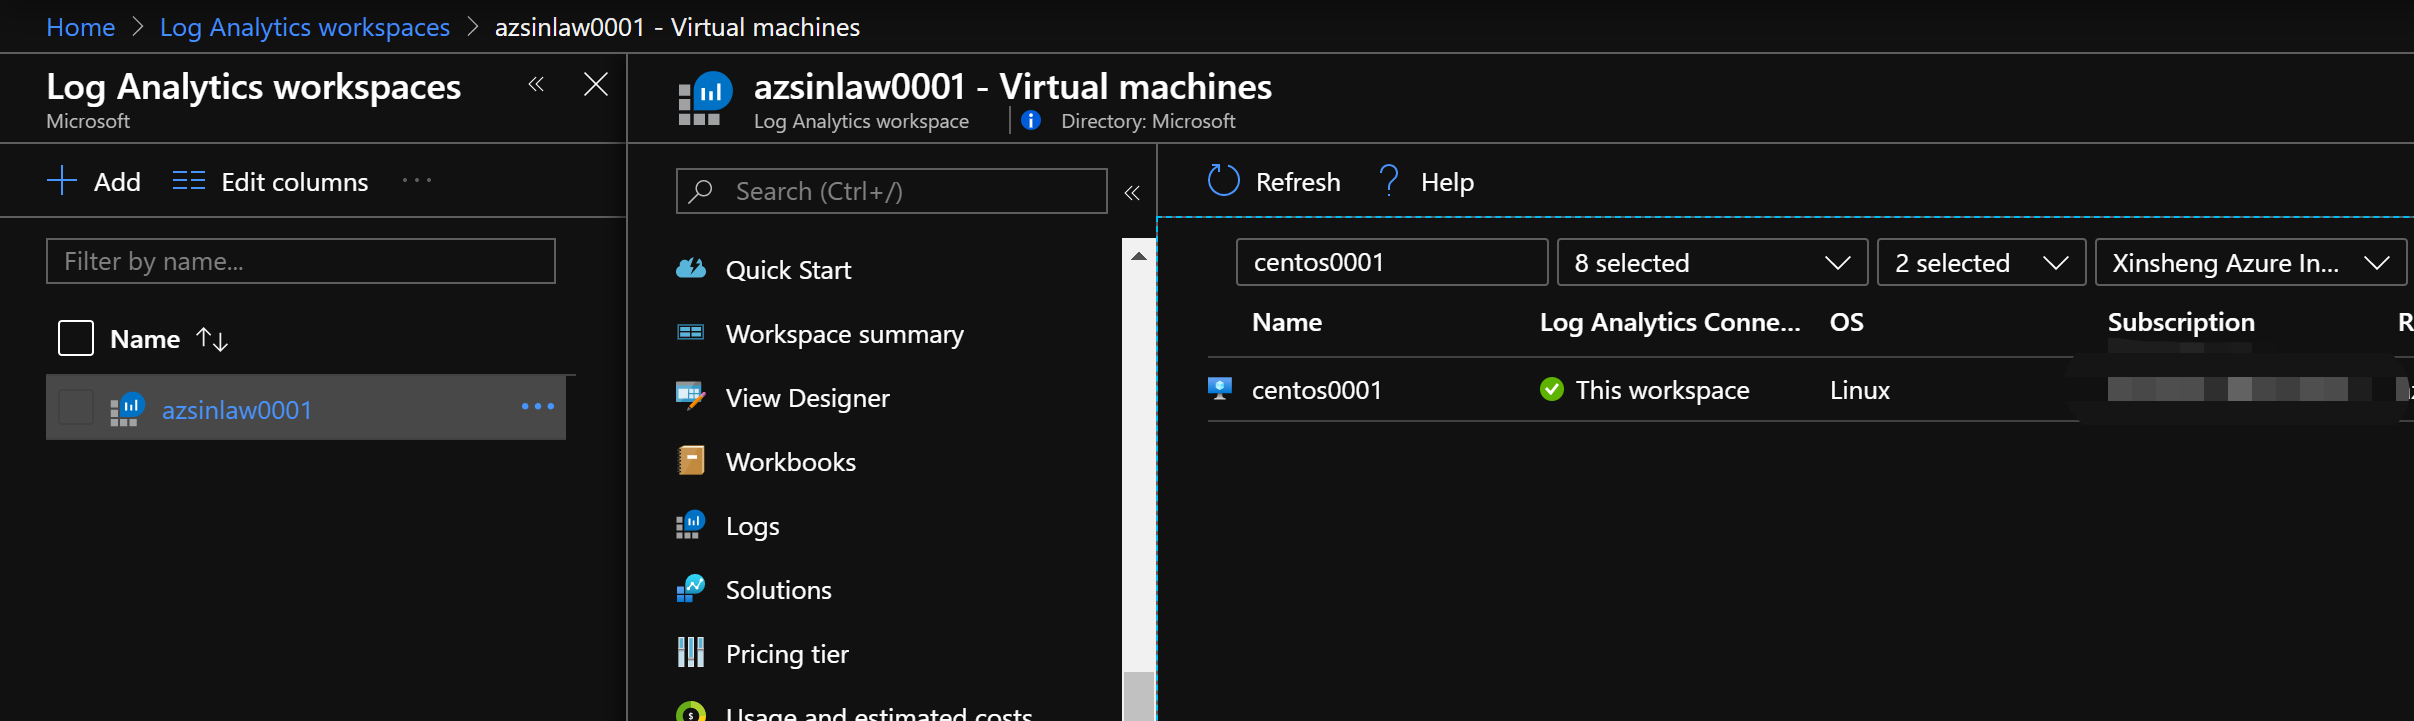 Home > Log Analytics workspaces > azsinlaw0001 - Virtual machines
Log Analytics workspaces
Microsoft
Add Edit columns ...
Filter by name...
Name
azsinlaw0001 ...
azsinlaw0001 - Virtual machines
Log Analytics workspace
Directory: Microsoft
Search (Ctrl+/)
Quick Start
Workspace summary
View Designer
Workbooks
Logs
Solutions
Pricing tier
Usage and estimated costs
Refresh Help
centos0001 8 selected 2 selected Xinsheng Azure In...
Name Log Analytics Conne... OS Subscription R
centos0001 This workspace Linux